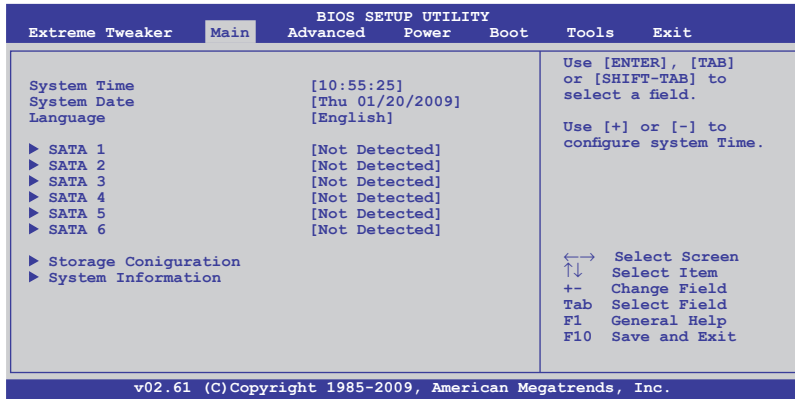 BIOS SETUP UTILITY
Extreme Tweaker Main Advanced Power Boot Tools Exit
System Time [10:55:25]
System Date [Thu 01/20/2009]
Language [English]
▶ SATA 1 [Not Detected]
▶ SATA 2 [Not Detected]
▶ SATA 3 [Not Detected]
▶ SATA 4 [Not Detected]
▶ SATA 5 [Not Detected]
▶ SATA 6 [Not Detected]
▶ Storage Coniguration
▶ System Information
Use [ENTER], [TAB]
or [SHIFT-TAB] to
select a field.
Use [+] or [-] to
configure system Time.
←→ Select Screen
↑↓ Select Item
+- Change Field
Tab Select Field
F1 General Help
F10 Save and Exit
v02.61 (C)Copyright 1985-2009, American Megatrends, Inc.